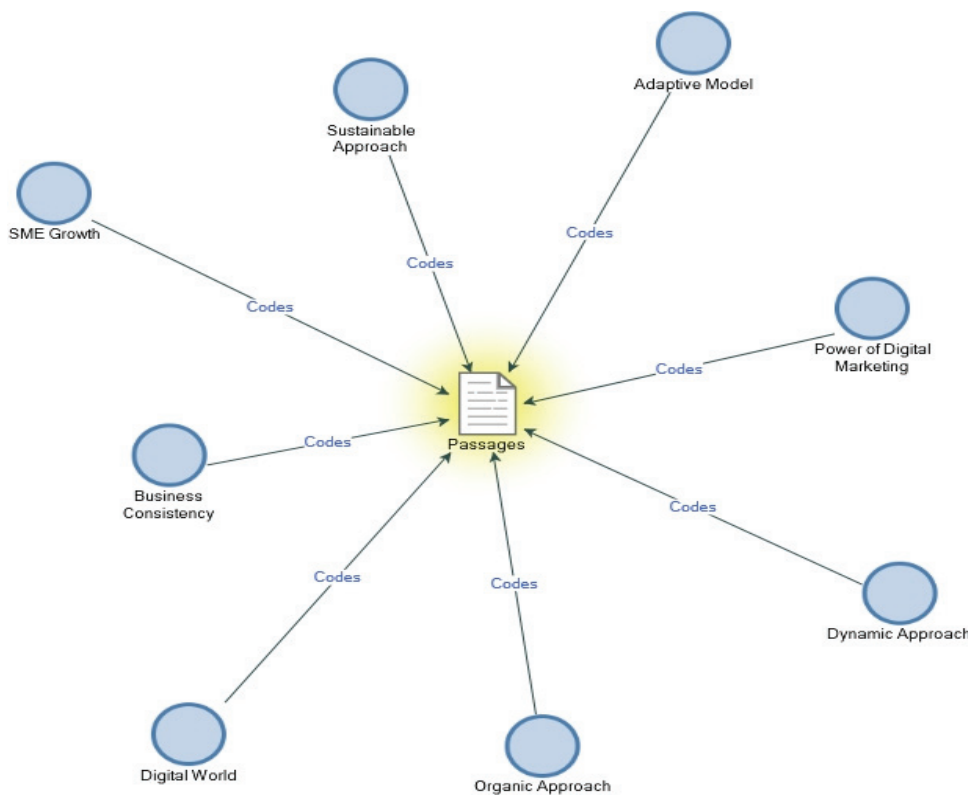 Adaptive Model
Sustainable
Approach
SME Growth
Codes
Codes
Codes
Power of Digital
Marketing
Codes
Passages
Codes
Business
Consistency
Codes
Codes
Codes
Dynamic Approach
Digital World
Organic Approach